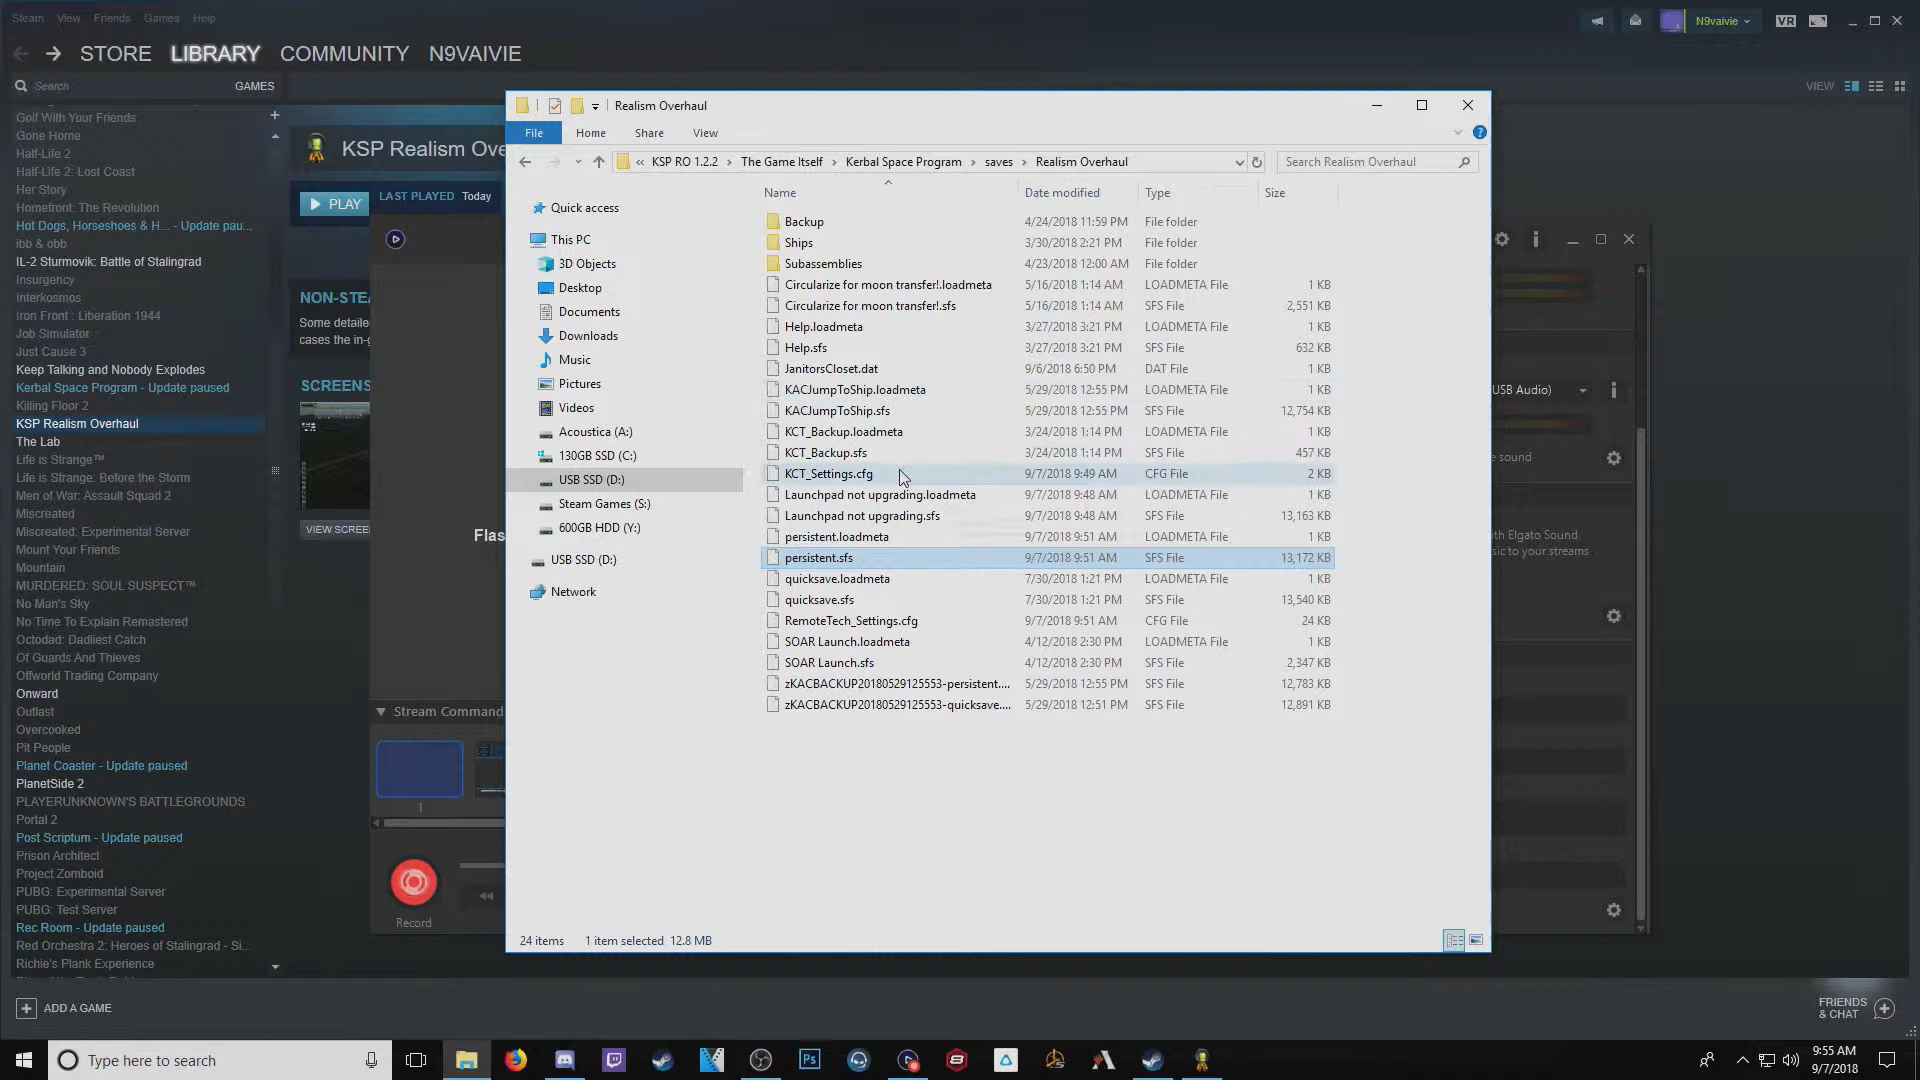 Steam View Friends Games Help
N9vaivie
VR
STORE LIBRARY COMMUNITY N9VAIVIE
Search
GAMES
VIEW
Golf With Your Friends
Gone Home
Half-Life 2
Half-Life 2: Lost Coast
Her Story
Homefront: The Revolution
Hot Dogs, Horseshoes & H... - Update pau...
ibb & obb
IL-2 Sturmovik: Battle of Stalingrad
Insurgency
Interkosmos
Iron Front : Liberation 1944
Job Simulator
Just Cause 3
Keep Talking and Nobody Explodes
Kerbal Space Program - Update paused
Killing Floor 2
KSP Realism Overhaul
The Lab
Life is Strange™
Life is Strange: Before the Storm
Men of War: Assault Squad 2
Miscreated
Miscreated: Experimental Server
Mount Your Friends
Mountain
MURDERED: SOUL SUSPECT™
No Man's Sky
No Time To Explain Remastered
Octodad: Dadliest Catch
Of Guards And Thieves
Offworld Trading Company
Onward
Outlast
Overcooked
Pit People
Planet Coaster - Update paused
PlanetSide 2
PLAYERUNKNOWN'S BATTLEGROUNDS
Portal 2
Post Scriptum - Update paused
Prison Architect
Project Zomboid
PUBG: Experimental Server
PUBG: Test Server
Rec Room - Update paused
Red Orchestra 2: Heroes of Stalingrad - Si...
Richie's Plank Experience
ADD A GAME
KSP Realism Ove
PLAY
LAST PLAYED Today
NON-STEA
Some detaile
cases the in-g
SCREENS
VIEW SCREE
Flas
Stream Command
1
Record
Realism Overhaul
File Home Share View
« KSP RO 1.2.2 › The Game Itself › Kerbal Space Program › saves › Realism Overhaul
Search Realism Overhaul
Quick access
This PC
3D Objects
Desktop
Documents
Downloads
Music
Pictures
Videos
Acoustica (A:)
130GB SSD (C:)
USB SSD (D:)
Steam Games (S:)
600GB HDD (Y:)
USB SSD (D:)
Network
Name Date modified Type Size
Backup 4/24/2018 11:59 PM File folder
Ships 3/30/2018 2:21 PM File folder
Subassemblies 4/23/2018 12:00 AM File folder
Circularize for moon transfer!.loadmeta 5/16/2018 1:14 AM LOADMETA File 1 KB
Circularize for moon transfer!.sfs 5/16/2018 1:14 AM SFS File 2,551 KB
Help.loadmeta 3/27/2018 3:21 PM LOADMETA File 1 KB
Help.sfs 3/27/2018 3:21 PM SFS File 632 KB
JanitorsCloset.dat 9/6/2018 6:50 PM DAT File 1 KB
KACJumpToShip.loadmeta 5/29/2018 12:55 PM LOADMETA File 1 KB
KACJumpToShip.sfs 5/29/2018 12:55 PM SFS File 12,754 KB
KCT_Backup.loadmeta 3/24/2018 1:14 PM LOADMETA File 1 KB
KCT_Backup.sfs 3/24/2018 1:14 PM SFS File 457 KB
KCT_Settings.cfg 9/7/2018 9:49 AM CFG File 2 KB
Launchpad not upgrading.loadmeta 9/7/2018 9:48 AM LOADMETA File 1 KB
Launchpad not upgrading.sfs 9/7/2018 9:48 AM SFS File 13,163 KB
persistent.loadmeta 9/7/2018 9:51 AM LOADMETA File 1 KB
persistent.sfs 9/7/2018 9:51 AM SFS File 13,172 KB
quicksave.loadmeta 7/30/2018 1:21 PM LOADMETA File 1 KB
quicksave.sfs 7/30/2018 1:21 PM SFS File 13,540 KB
RemoteTech_Settings.cfg 9/7/2018 9:51 AM CFG File 24 KB
SOAR Launch.loadmeta 4/12/2018 2:30 PM LOADMETA File 1 KB
SOAR Launch.sfs 4/12/2018 2:30 PM SFS File 2,347 KB
zKACBACKUP20180529125553-persistent.... 5/29/2018 12:55 PM SFS File 12,783 KB
zKACBACKUP20180529125553-quicksave.... 5/29/2018 12:51 PM SFS File 12,891 KB
24 items 1 item selected 12.8 MB
USB Audio)
e sound
ith Elgato Sound
sic to your streams
FRIENDS
& CHAT
Type here to search
Ps
9:55 AM
9/7/2018